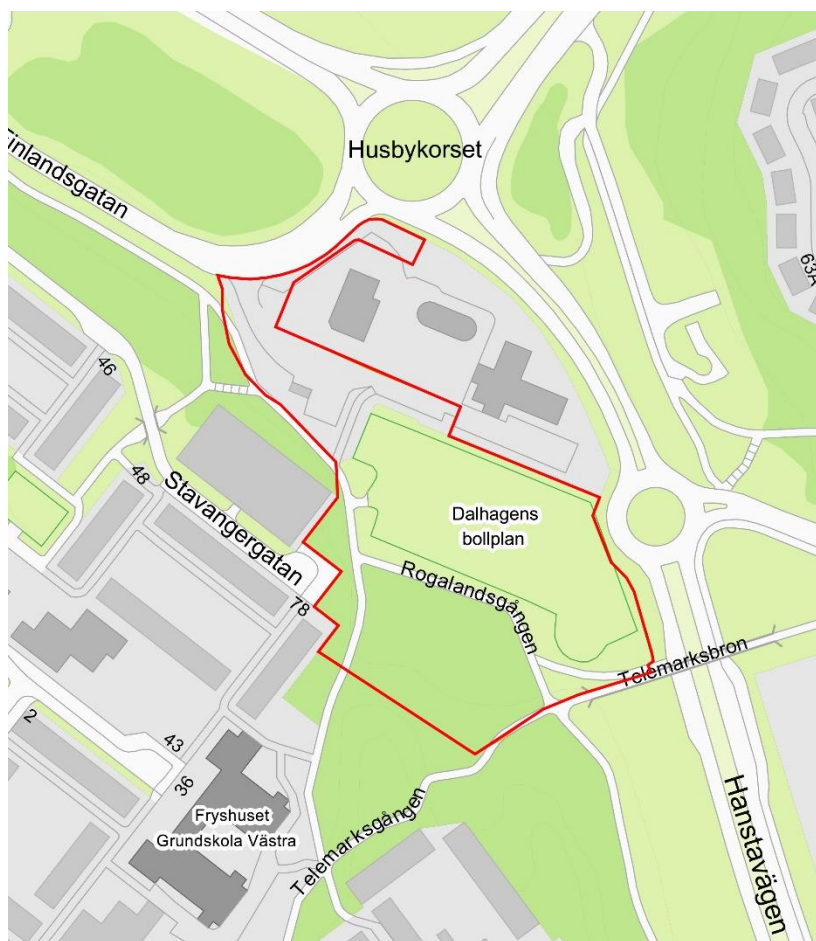 Husbykorset
Finlandsgatan
63A
46
48
Stavangergatan
Dalhagens
bollplan
Rogalandsgången
78
Telemarksbron
2
43
36
Fryshuset
Grundskola Västra
Telemarksgången
Hanstavägen